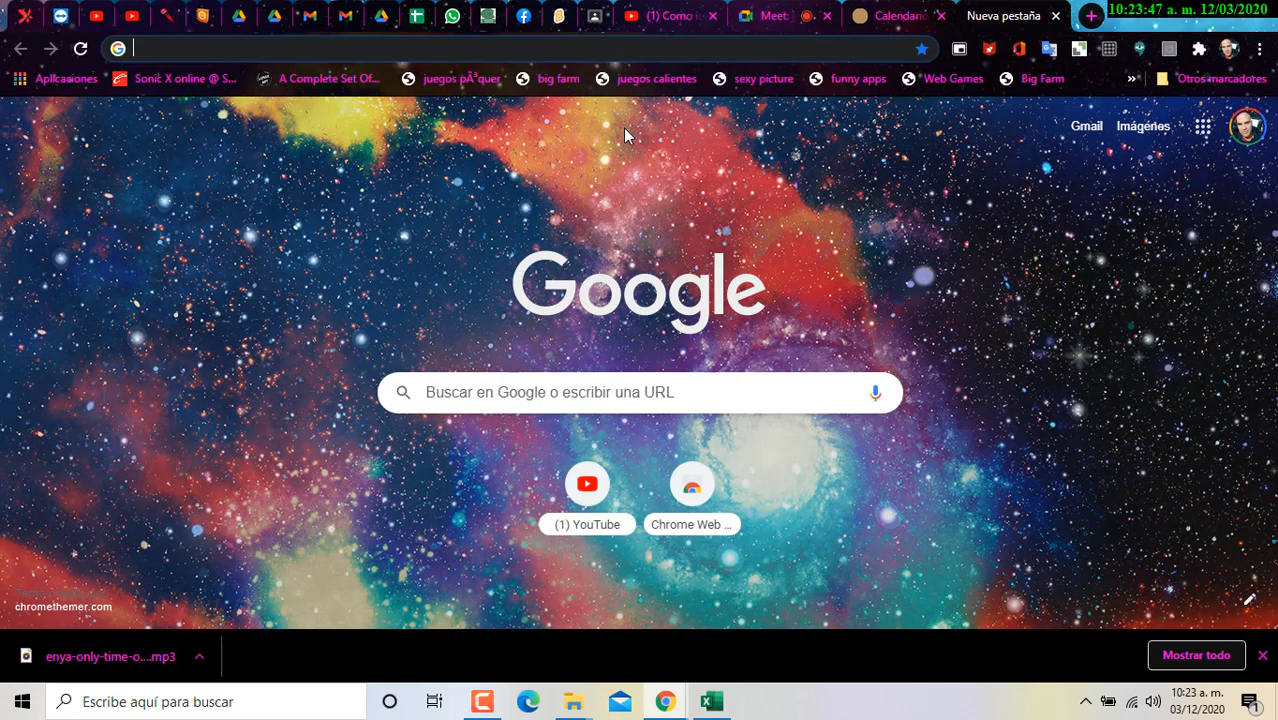 (1) Como
Meet:
Calendario
Nueva pestaña
10:23:47 a. m. 12/03/2020
Aplicaciones
Sonic X online @ S...
A Complete Set Of...
juegos pÃ³quer
big farm
juegos calientes
sexy picture
funny apps
Web Games
Big Farm
»
Otros marcadores
Gmail
Imágenes
Google
Buscar en Google o escribir una URL
(1) YouTube
Chrome Web ...
chromethemer.com
enya-only-time-o....mp3
Mostrar todo
Escribe aquí para buscar
10:23 a. m.
03/12/2020
1